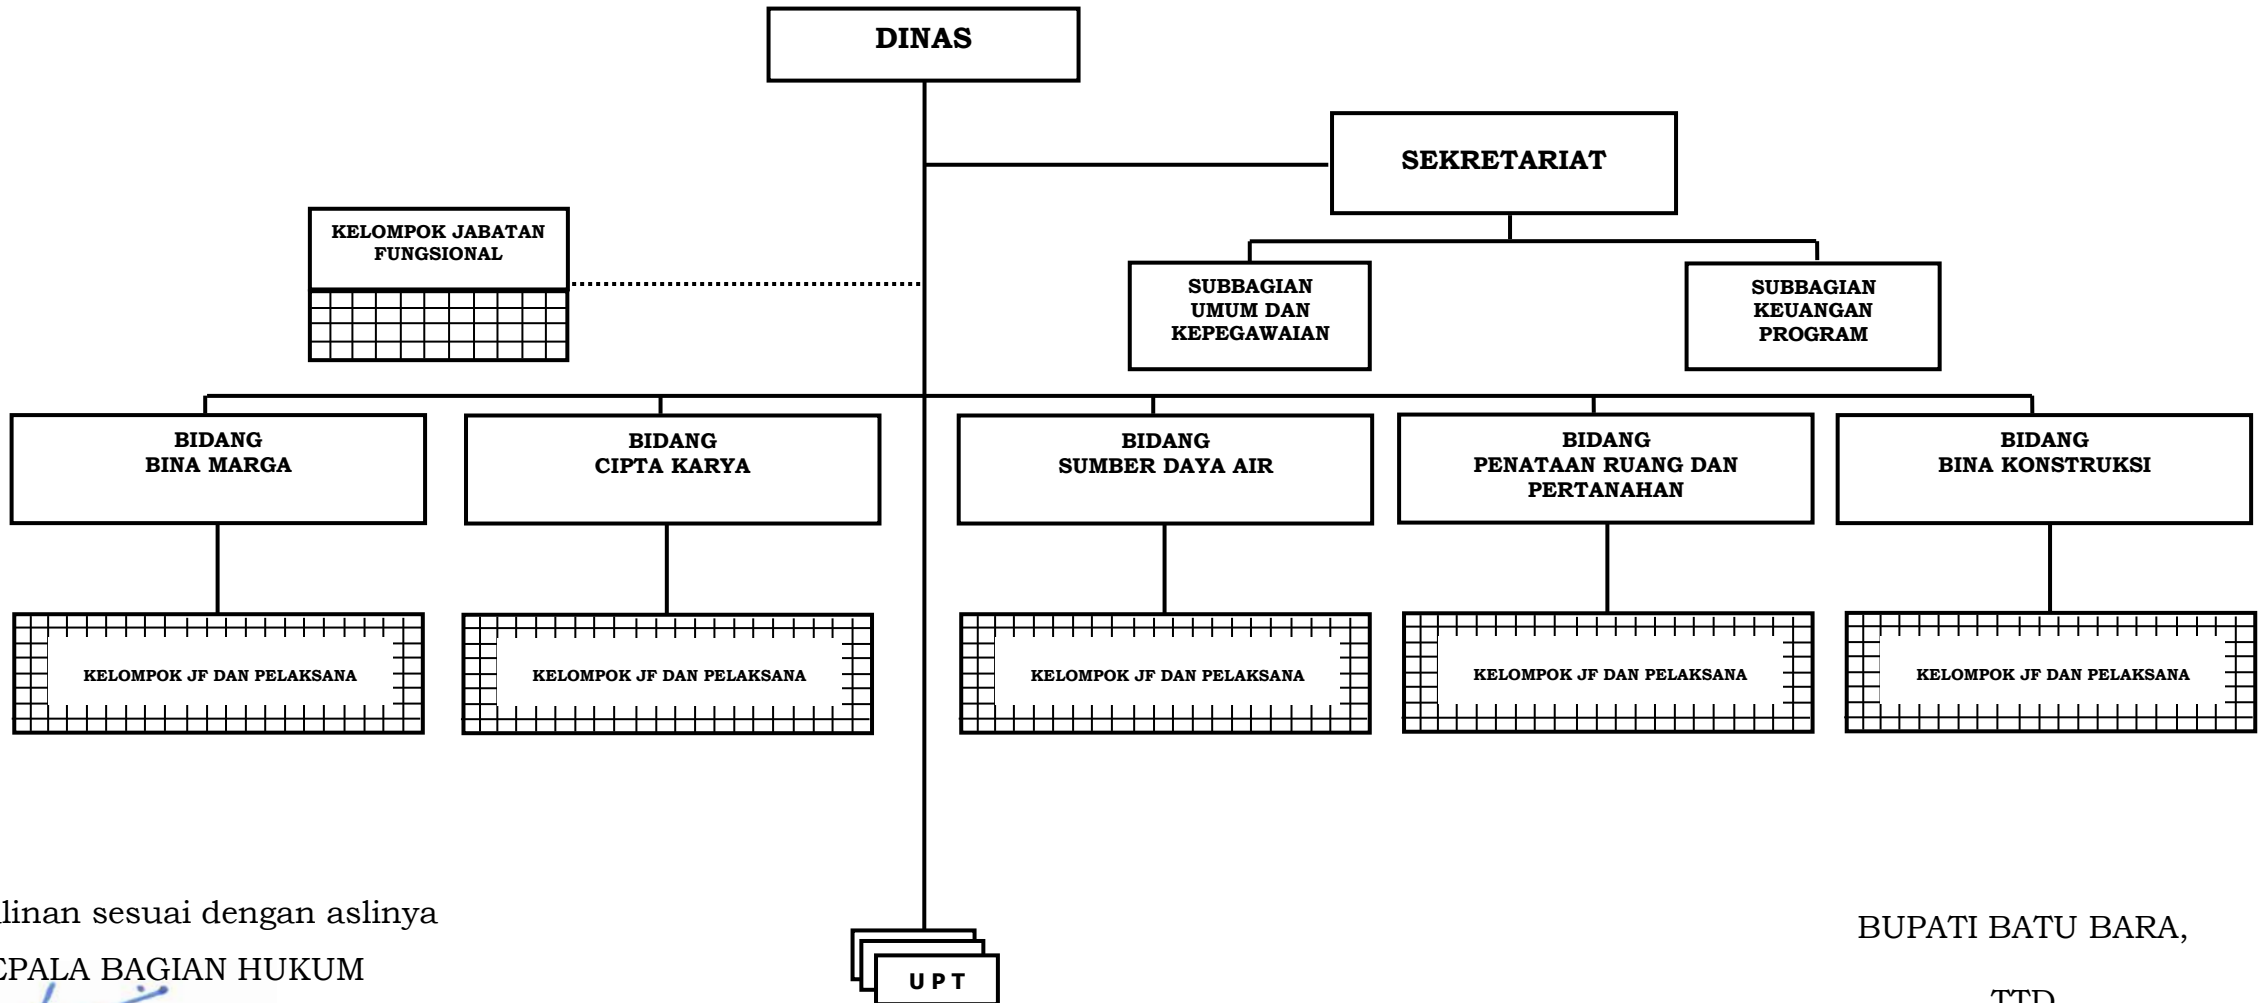 DINAS
SEKRETARIAT
KELOMPOK JABATAN
FUNGSIONAL
SUBBAGIAN
UMUM DAN
KEPEGAWAIAN
SUBBAGIAN
KEUANGAN
PROGRAM
BIDANG
BINA MARGA
BIDANG
CIPTA KARYA
BIDANG
SUMBER DAYA AIR
BIDANG
PENATAAN RUANG DAN
PERTANAHAN
BIDANG
BINA KONSTRUKSI
KELOMPOK JF DAN PELAKSANA
KELOMPOK JF DAN PELAKSANA
KELOMPOK JF DAN PELAKSANA
KELOMPOK JF DAN PELAKSANA
KELOMPOK JF DAN PELAKSANA
sesuai dengan aslinya
BAGIAN HUKUM
UPT
BUPATI BATU BARA,
TTD